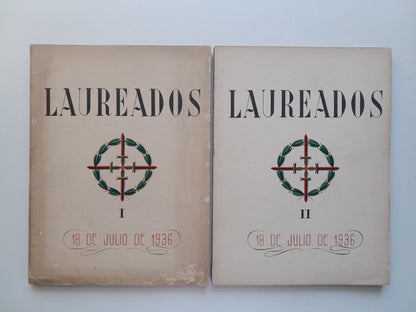 LAUREADOS
I
18 DE JULIO DE 1936
LAUREADOS
II
18 DE JULIO DE 1936